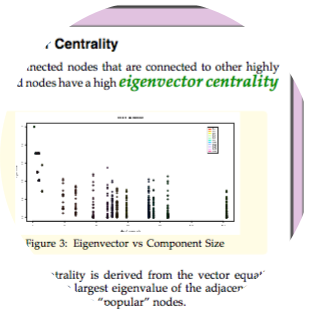 Centrality
nected nodes that are connected to other highly
d nodes have a high eigenvector centrality
Figure 3: Eigenvector vs Component Size
trality is derived from the vector equat
largest eigenvalue of the adjacen
"popular" nodes.